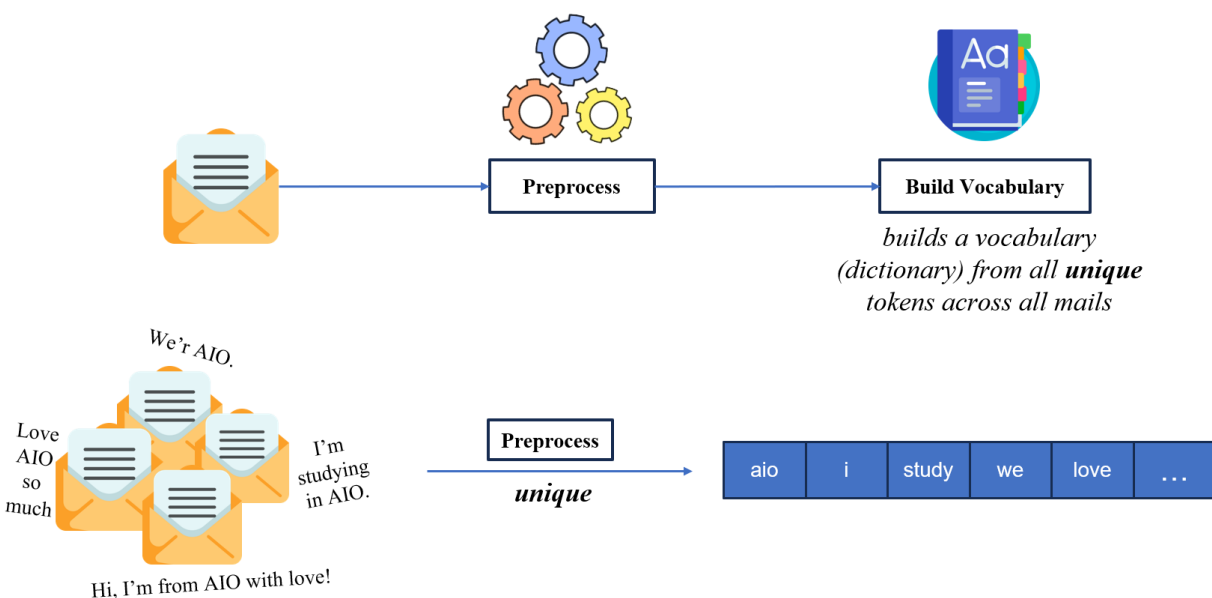 Aa
Preprocess
Build Vocabulary
builds a vocabulary
(dictionary) from all unique
tokens across all mails
We'r AIO.
Love
AIO
so
much
I'm
studying
in AIO.
Hi, I'm from AIO with love!
Preprocess
unique
aio i study we love ...